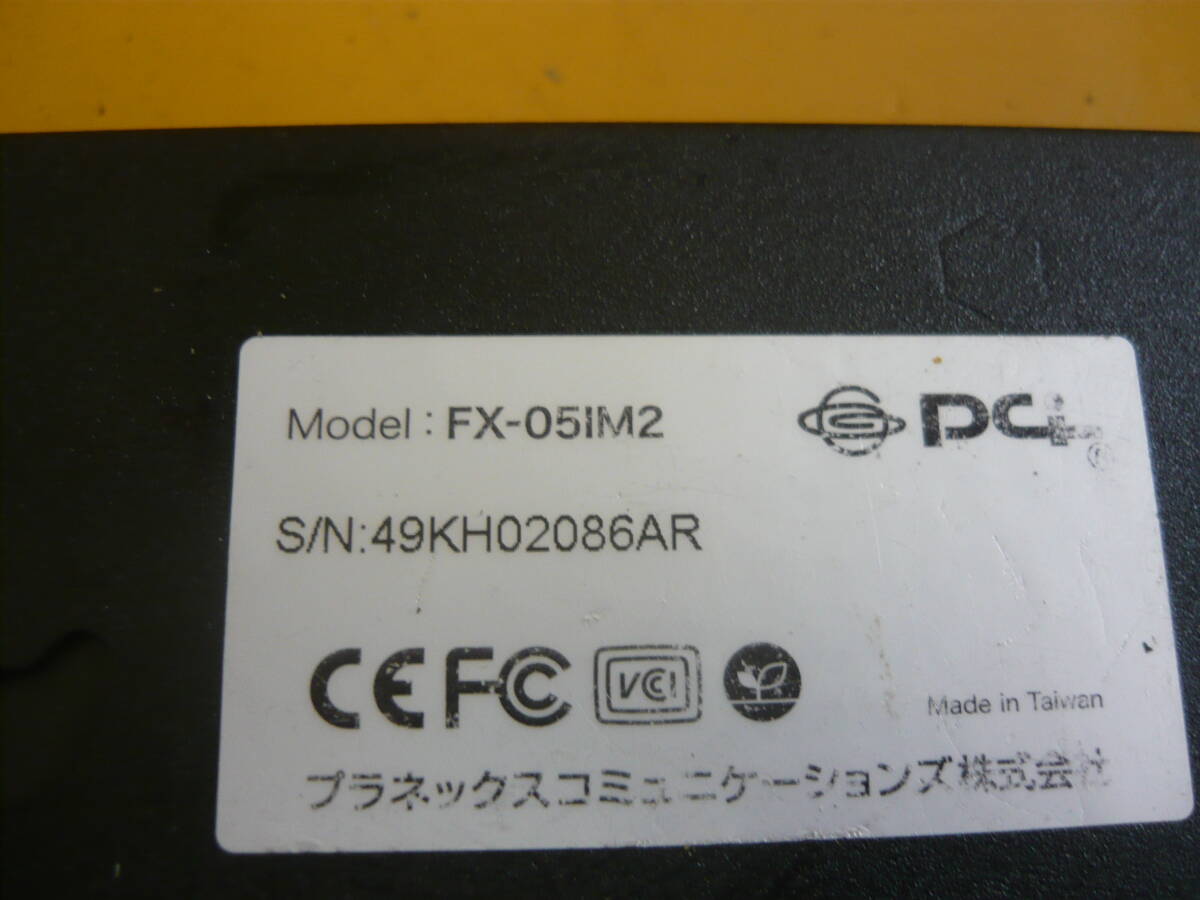 Model : FX-05IM2
PCi
S/N:49KH02086AR
CE FC VCCI
Made in Taiwan
プラネックスコミュニケーションズ株式会社